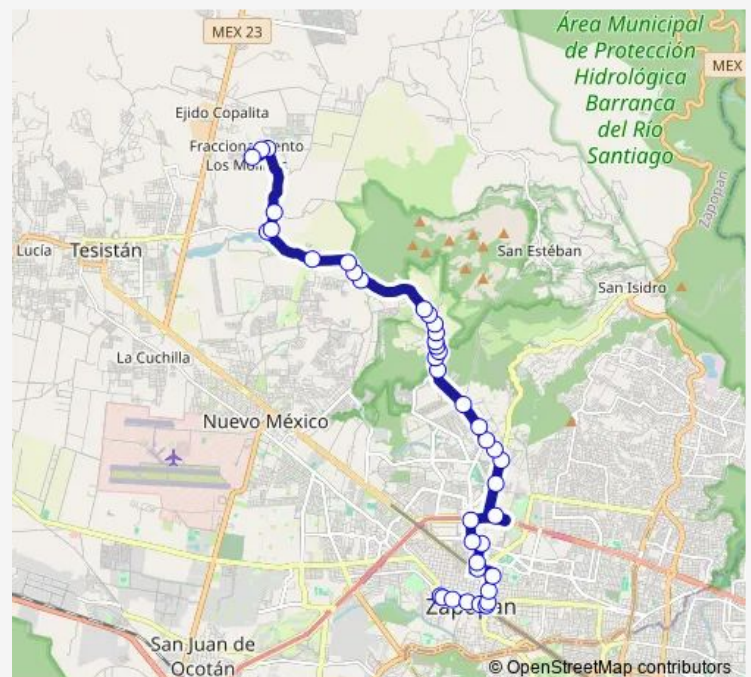 Área Municipal
de Protección
Hidrológica
Barranca
del Río
Santiago
MEX 23
MEX
Ejido Copalita
Los
Zapopan
Lucía
Tesistán
San Estéban
San Isidro
La Cuchilla
Nuevo México
Zapopan
San Juan de
Ocotán
© OpenStreetMap contributors